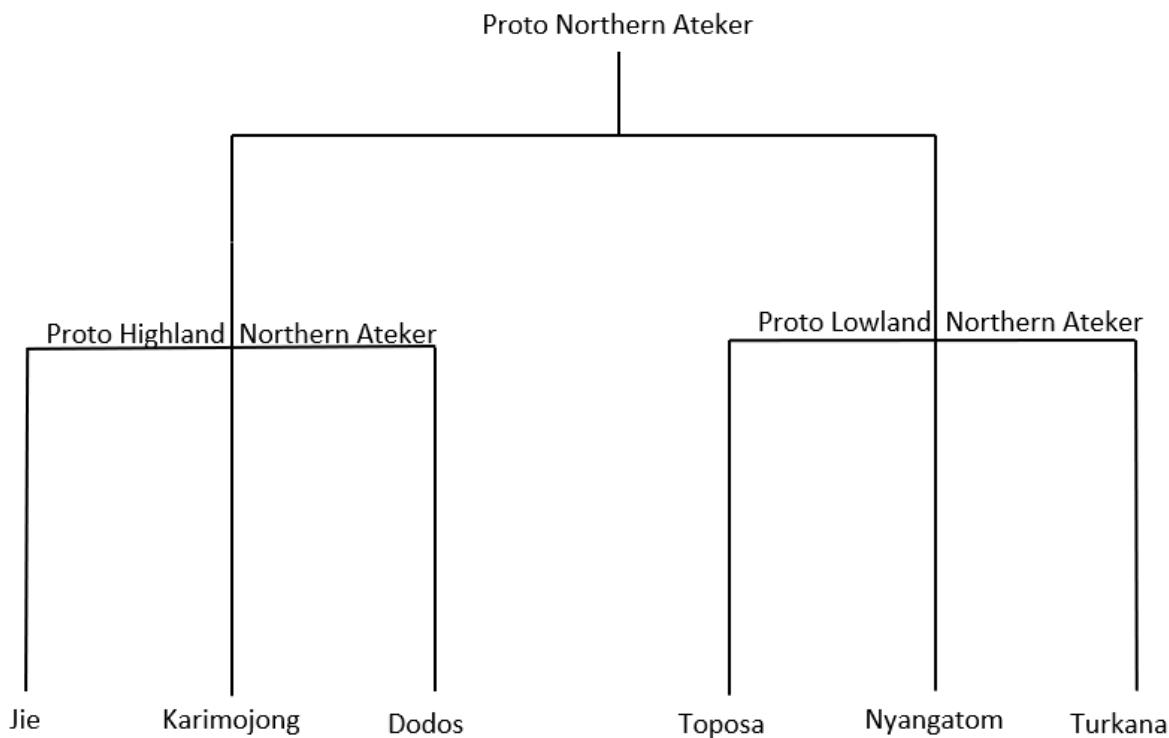 Proto Northern Ateker
Proto Highland Northern Ateker
Proto Lowland Northern Ateker
Jie
Karimojong
Dodos
Toposa
Nyangatom
Turkana